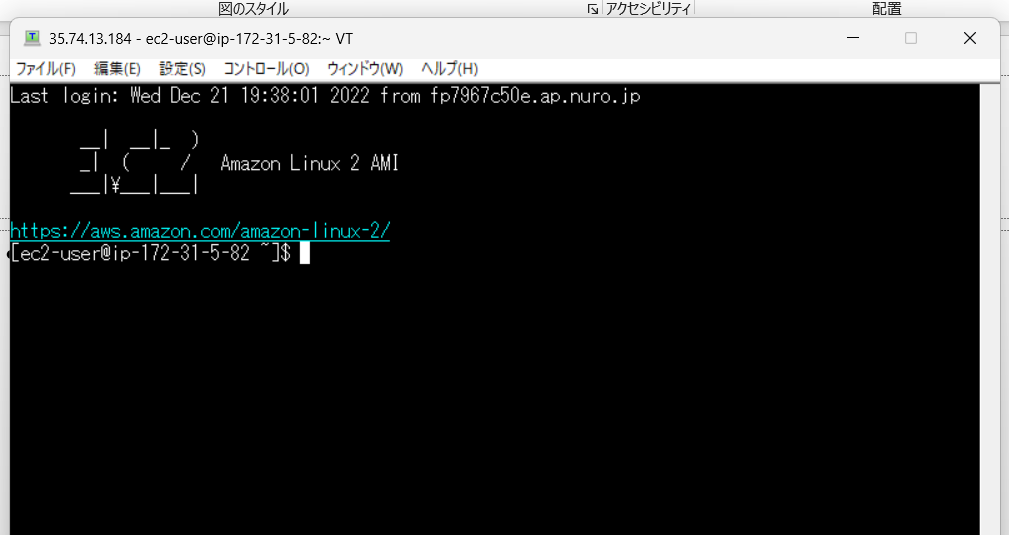 図のスタイル
アクセシビリティ
配置
35.74.13.184 - ec2-user@ip-172-31-5-82:~ VT
ファイル(F) 編集(E) 設定(S) コントロール(O) ウィンドウ(W) ヘルプ(H)
Last login: Wed Dec 21 19:38:01 2022 from fp7967c50e.ap.nuro.jp
       __|  __|_  )
       _|  (     /   Amazon Linux 2 AMI
      ___|¥___|___|
https://aws.amazon.com/amazon-linux-2/
[ec2-user@ip-172-31-5-82 ~]$